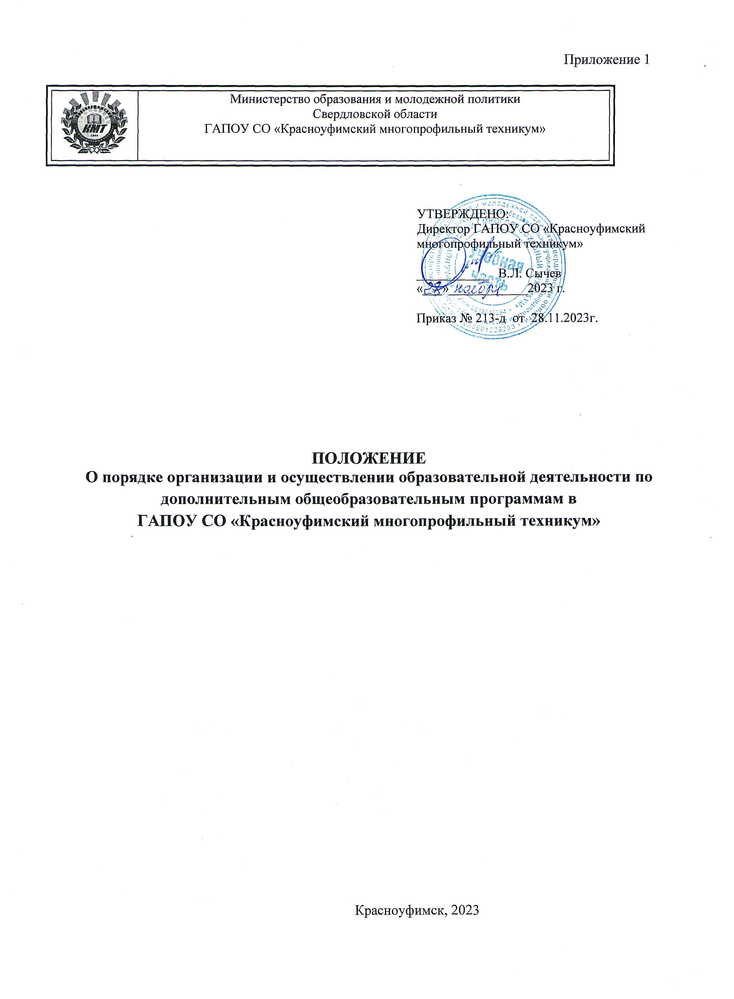 Приложение 1
КМТ
Министерство образования и молодежной политики
Свердловской области
ГАПОУ СО «Красноуфимский многопрофильный техникум»
УТВЕРЖДЕНО:
Директор ГАПОУ СО «Красноуфимский
многопрофильный техникум»
Учебная
часть
В.Л. Сычев
« » ноября 2023 г.
Приказ № 213-д от 28.11.2023г.
ПОЛОЖЕНИЕ
О порядке организации и осуществлении образовательной деятельности по
дополнительным общеобразовательным программам в
ГАПОУ СО «Красноуфимский многопрофильный техникум»
Красноуфимск, 2023